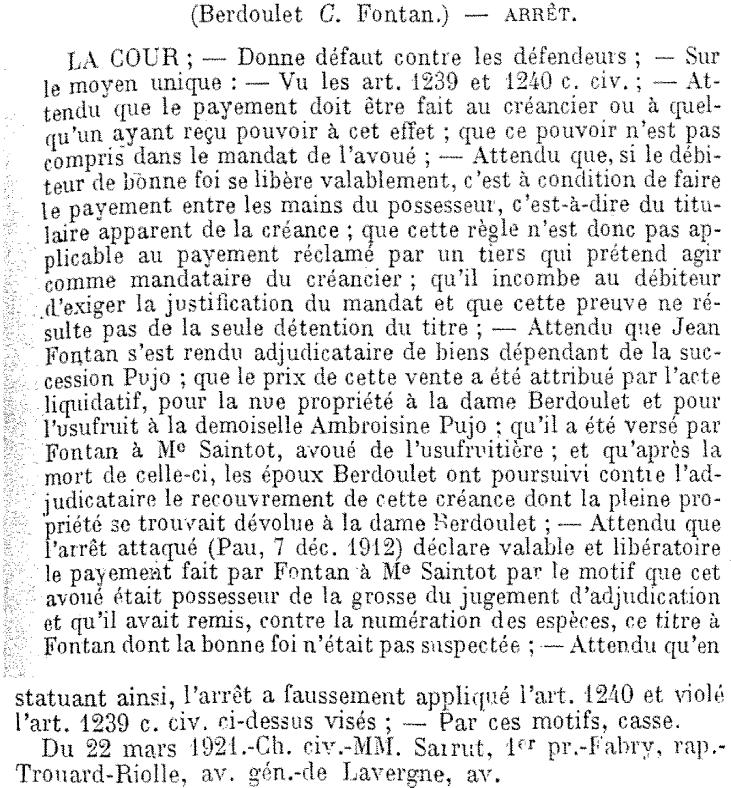 (Berdoulet C. Fontan.) — ARRÊT.
LA COUR ; — Donne défaut contre les défendeurs ; — Sur
le moyen unique : — Vu les art. 1239 et 1240 c. civ. ; — At-
tendu que le payement doit être fait au créancier ou à quel-
qu'un ayant reçu pouvoir à cet effet ; que ce pouvoir n'est pas
compris dans le mandat de l'avoué ; — Attendu que, si le débi-
teur de bonne foi se libère valablement, c'est à condition de faire
le payement entre les mains du possesseur, c'est-à-dire du titu-
laire apparent de la créance ; que cette règle n'est donc pas ap-
plicable au payement réclamé par un tiers qui prétend agir
comme mandataire du créancier ; qu'il incombe au débiteur
d'exiger la justification du mandat et que cette preuve ne ré-
sulte pas de la seule détention du titre ; — Attendu que Jean
Fontan s'est rendu adjudicataire de biens dépendant de la suc-
cession Pujo ; que le prix de cette vente a été attribué par l'acte
liquidatif, pour la nue propriété à la dame Berdoulet et pour
l'usufruit à la demoiselle Ambroisine Pujo ; qu'il a été versé par
Fontan à Me Saintot, avoué de l'usufruitière ; et qu'après la
mort de celle-ci, les époux Berdoulet ont poursuivi contre l'ad-
judicataire le recouvrement de cette créance dont la pleine pro-
priété se trouvait dévolue à la dame Berdoulet ; — Attendu que
l'arrêt attaqué (Pau, 7 déc. 1912) déclare valable et libératoire
le payement fait par Fontan à Me Saintot par le motif que cet
avoué était possesseur de la grosse du jugement d'adjudication
et qu'il avait remis, contre la numération des espèces, ce titre à
Fontan dont la bonne foi n'était pas suspectée ; — Attendu qu'en
statuant ainsi, l'arrêt a faussement appliqué l'art. 1240 et violé
l'art. 1239 c. civ. ci-dessus visés ; — Par ces motifs, casse.
Du 22 mars 1921.-Ch. civ.-MM. Sarrut, 1er pr.-Fabry, rap.-
Trouard-Riolle, av. gén.-de Lavergne, av.